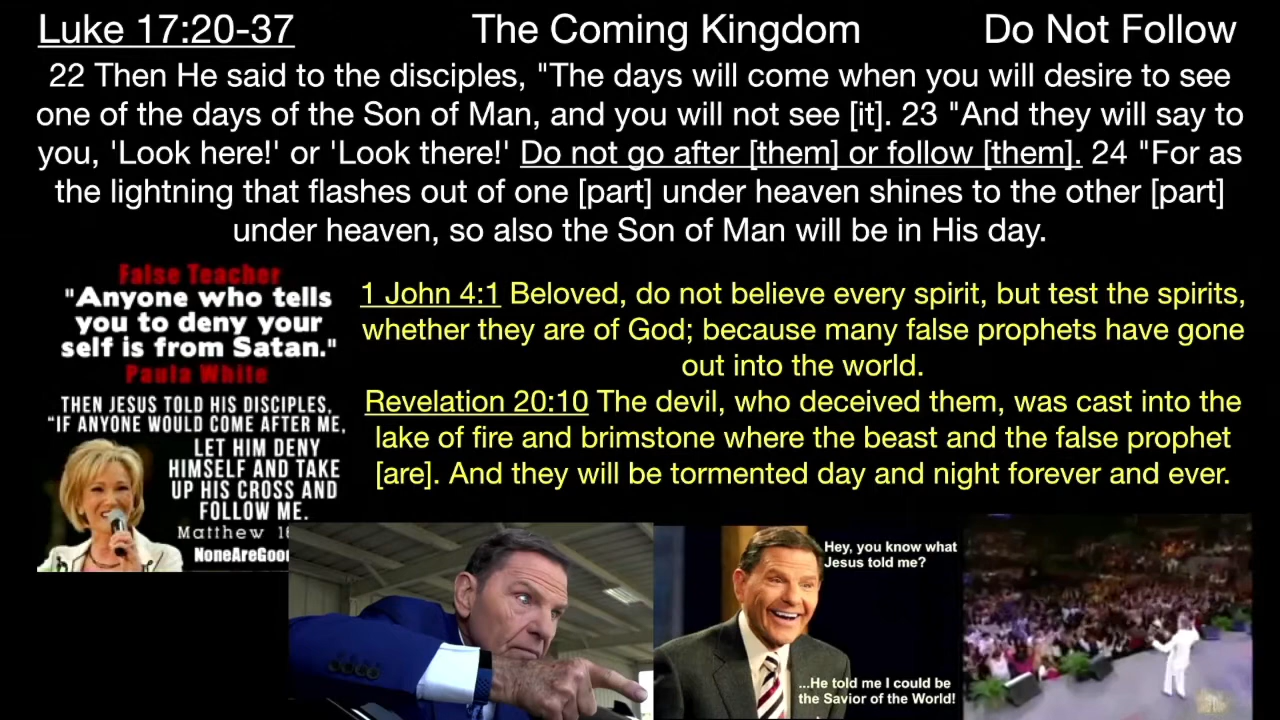 Luke 17:20-37 The Coming Kingdom Do Not Follow
22 Then He said to the disciples, "The days will come when you will desire to see
one of the days of the Son of Man, and you will not see [it]. 23 "And they will say to
you, 'Look here!' or 'Look there!' Do not go after [them] or follow [them]. 24 "For as
the lightning that flashes out of one [part] under heaven shines to the other [part]
under heaven, so also the Son of Man will be in His day.
False Teacher
"Anyone who tells
you to deny your
self is from Satan."
Paula White
THEN JESUS TOLD HIS DISCIPLES,
"IF ANYONE WOULD COME AFTER ME,
LET HIM DENY
HIMSELF AND TAKE
UP HIS CROSS AND
FOLLOW ME.
Matthew 16
NoneAreGoo
1 John 4:1 Beloved, do not believe every spirit, but test the spirits,
whether they are of God; because many false prophets have gone
out into the world.
Revelation 20:10 The devil, who deceived them, was cast into the
lake of fire and brimstone where the beast and the false prophet
[are]. And they will be tormented day and night forever and ever.
Hey, you know what
Jesus told me?
...He told me I could be
the Savior of the World!